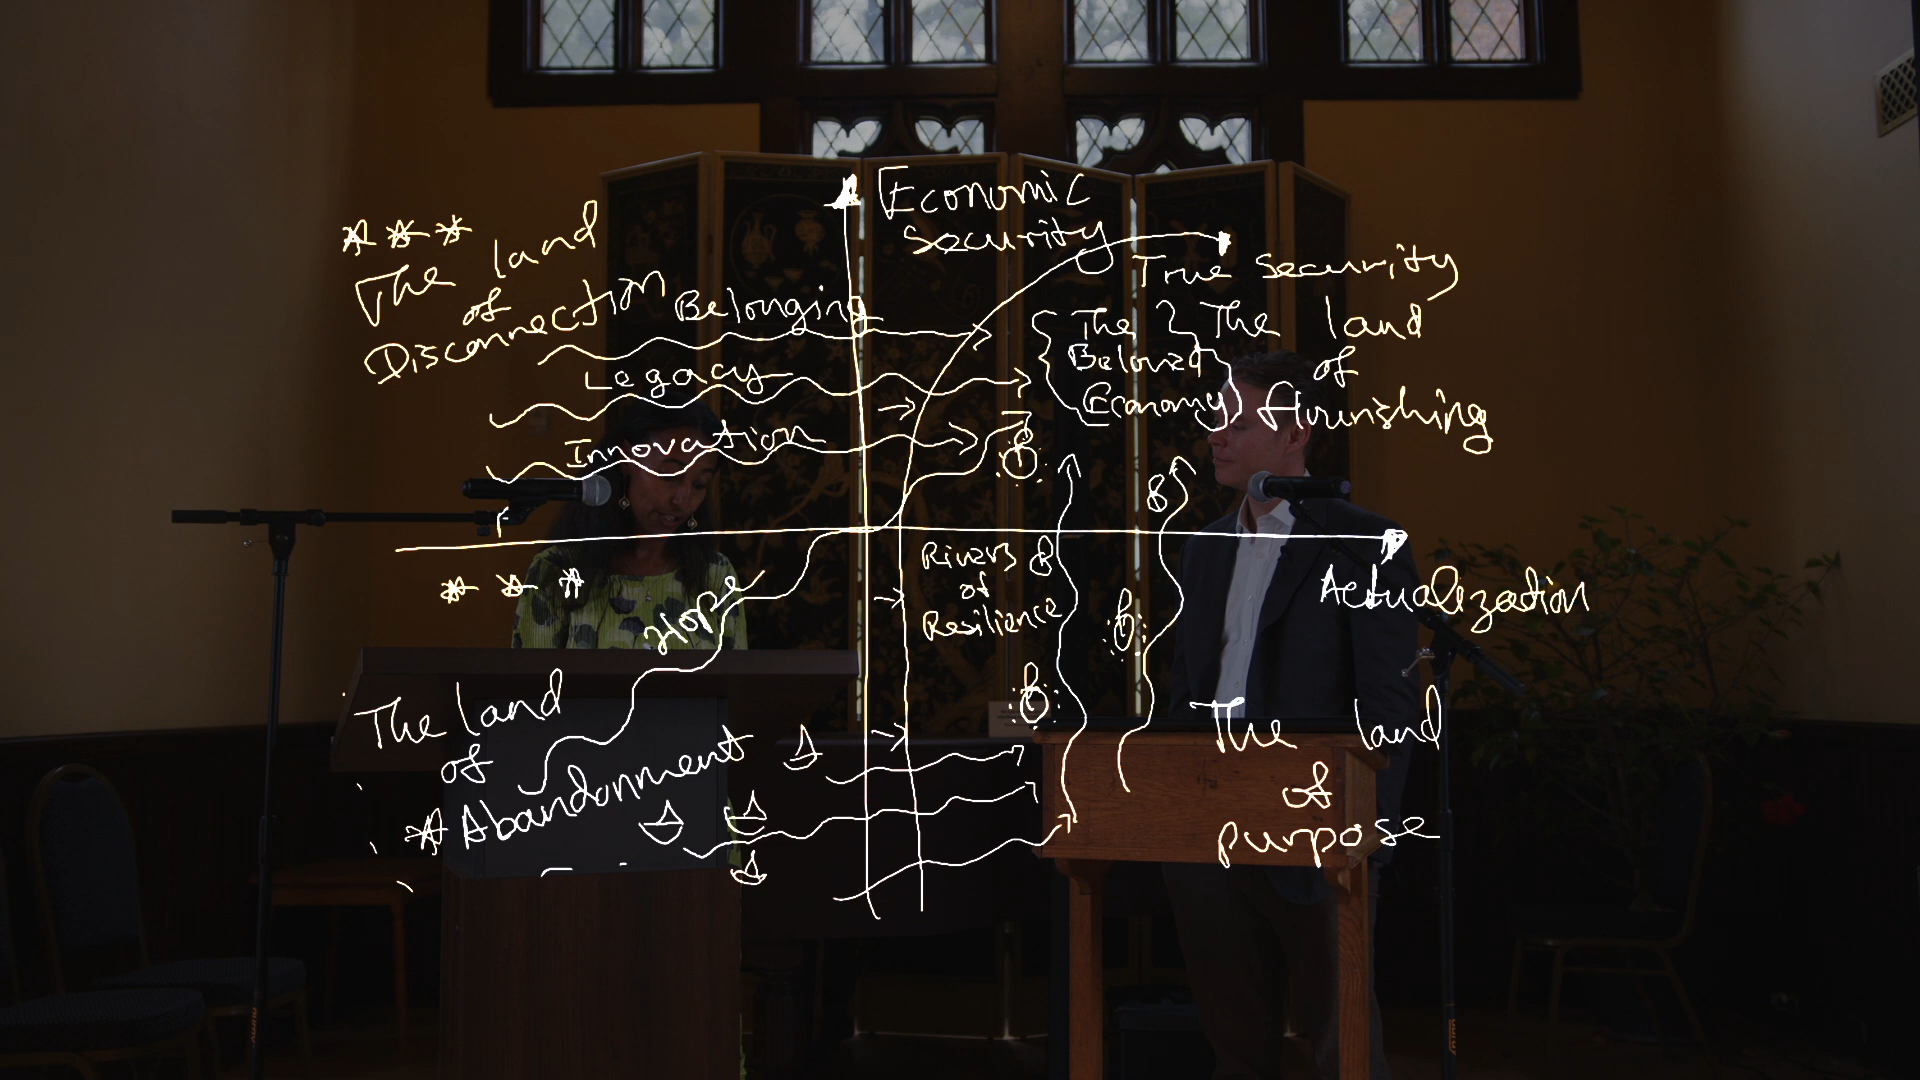 Economic
security
***
The land
of
Disconnection
Belonging
Legacy
Innovation
True security
{The}
Beloved
Economy}
The land
of
flourishing
Actualization
***
Hope
Rivers
of
Resilience
The land
of
*Abandonment
The land
of
purpose